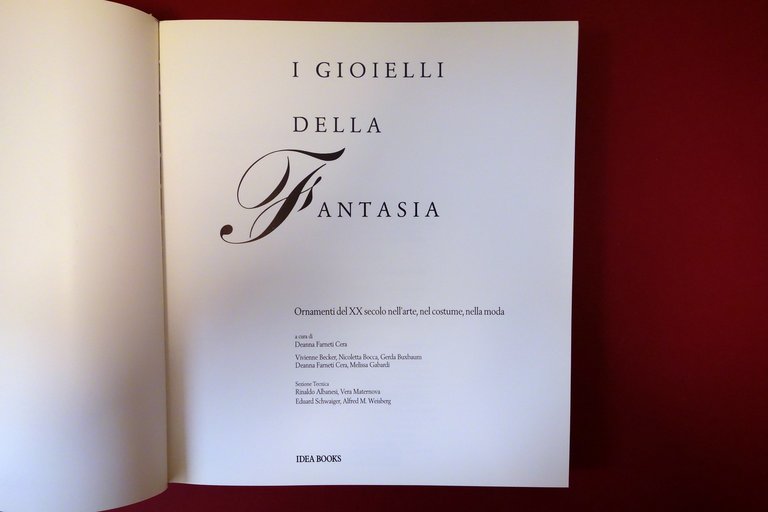 I GIOIELLI
DELLA
FANTASIA
Ornamenti del XX secolo nell'arte, nel costume, nella moda
a cura di
Deanna Farneti Cera
Vivienne Becker, Nicoletta Bocca, Gerda Buxbaum
Deanna Farneti Cera, Melissa Gabardi
Sezione Tecnica
Rinaldo Albanesi, Vera Maternova
Eduard Schwaiger, Alfred M. Weisberg
IDEA BOOKS